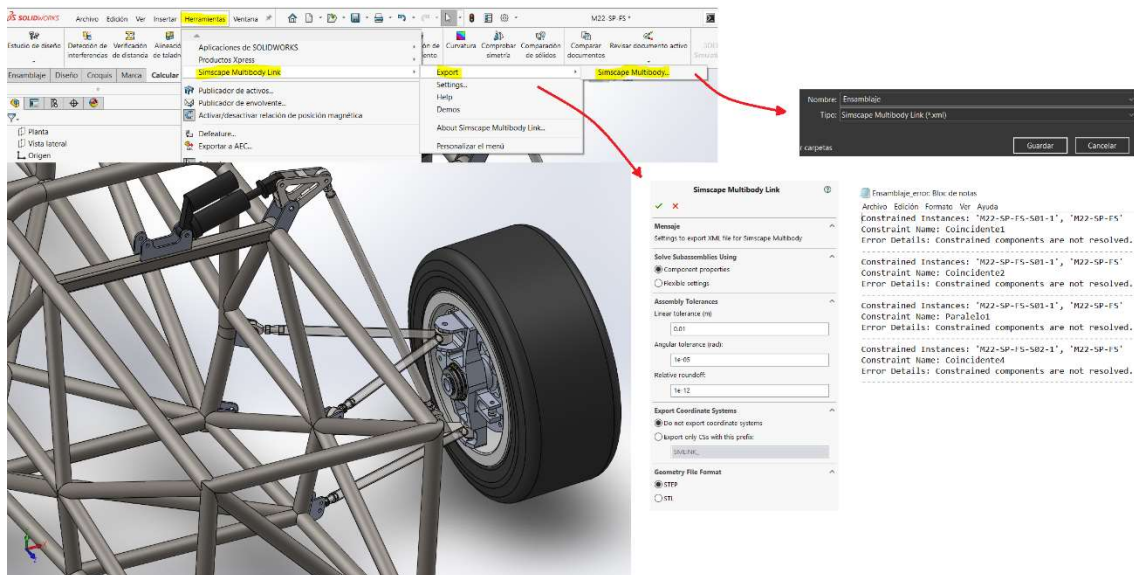 SOLIDWORKS
Archivo Edición Ver Insertar Herramientas Ventana
M22-SP-FS *
Estudio de diseño
Detección de interferencias
Verificación de distancia
Curvatura
Comprobar simetría
Comparación de sólidos
Comparar documentos
Revisar documento activo
Ensamblaje Diseño Croquis Marca Calcular
Planta
Vista lateral
Origen
Aplicaciones de SOLIDWORKS
Productos Xpress
Simscape Multibody Link
Publicador de activos...
Publicador de envolvente...
Activar/desactivar relación de posición magnética
Defeature...
Exportar a AEC...
Export
Settings...
Help
Demos
About Simscape Multibody Link...
Personalizar el menú
Simscape Multibody...
Nombre: Ensamblaje
Tipo: Simscape Multibody Link (*.xml)
r carpetas
Guardar Cancelar
Simscape Multibody Link
Mensaje
Settings to export XML file for Simscape Multibody
Solve Subassemblies Using
Component properties
Flexible settings
Assembly Tolerances
Linear tolerance (m)
0.01
Angular tolerance (rad):
1e-05
Relative roundoff:
1e-12
Export Coordinate Systems
Do not export coordinate systems
Export only CSs with this prefix:
SMLINK_
Geometry File Format
STEP
STL
Ensamblaje_error: Bloc de notas
Archivo Edición Formato Ver Ayuda
Constrained Instances: 'M22-SP-FS-S01-1', 'M22-SP-FS'
Constraint Name: Coincidente1
Error Details: Constrained components are not resolved.
Constrained Instances: 'M22-SP-FS-S01-1', 'M22-SP-FS'
Constraint Name: Coincidente2
Error Details: Constrained components are not resolved.
Constrained Instances: 'M22-SP-FS-S01-1', 'M22-SP-FS'
Constraint Name: Paralelo1
Error Details: Constrained components are not resolved.
Constrained Instances: 'M22-SP-FS-S02-1', 'M22-SP-FS'
Constraint Name: Coincidente4
Error Details: Constrained components are not resolved.